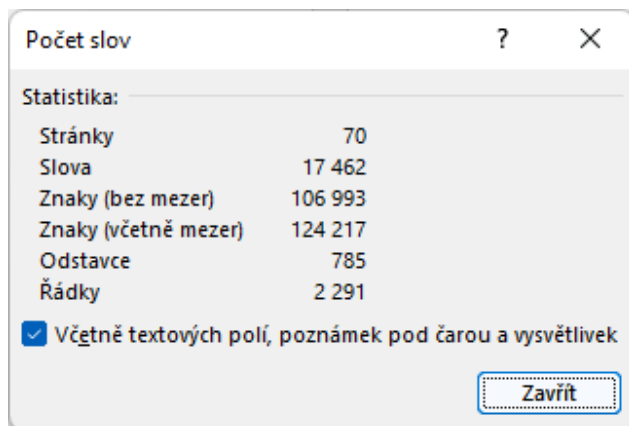 Počet slov ? ×
Statistika:
Stránky 70
Slova 17 462
Znaky (bez mezer) 106 993
Znaky (včetně mezer) 124 217
Odstavce 785
Řádky 2 291
Včetně textových polí, poznámek pod čarou a vysvětlivek
Zavřít